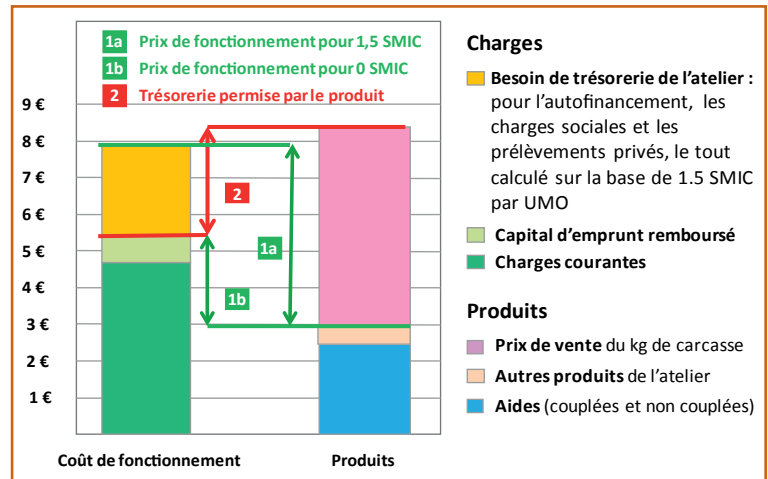 1a Prix de fonctionnement pour 1,5 SMIC
1b Prix de fonctionnement pour 0 SMIC
2 Trésorerie permise par le produit
9 €
8 €
7 €
6 €
5 €
4 €
3 €
2 €
1 €
2
1a
1b
Coût de fonctionnement
Produits
Charges
Besoin de trésorerie de l’atelier :
pour l’autofinancement, les
charges sociales et les
prélèvements privés, le tout
calculé sur la base de 1.5 SMIC
par UMO
Capital d’emprunt remboursé
Charges courantes
Produits
Prix de vente du kg de carcasse
Autres produits de l’atelier
Aides (couplées et non couplées)